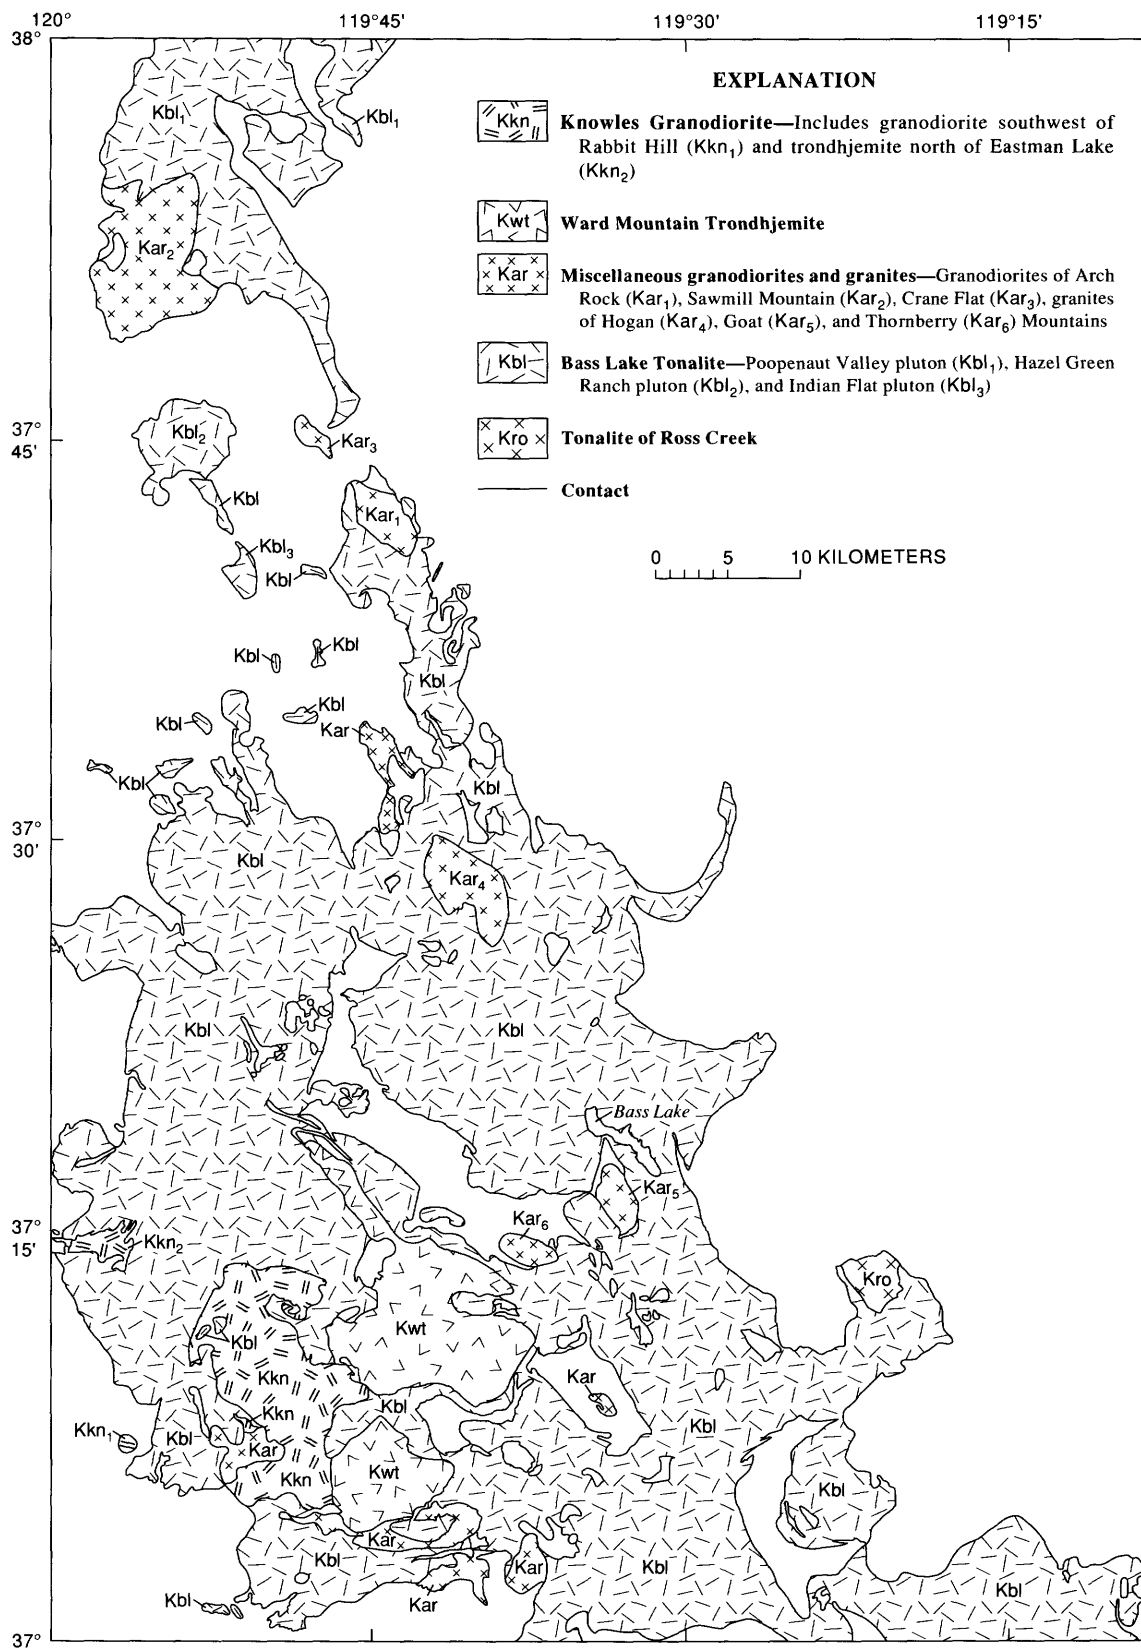 120° 119°45' 119°30' 119°15'
38°
EXPLANATION
Kkn Knowles Granodiorite—Includes granodiorite southwest of
Rabbit Hill (Kkn₁) and trondhjemite north of Eastman Lake
(Kkn₂)
Kwt Ward Mountain Trondhjemite
Kar Miscellaneous granodiorites and granites—Granodiorites of Arch
Rock (Kar₁), Sawmill Mountain (Kar₂), Crane Flat (Kar₃), granites
of Hogan (Kar₄), Goat (Kar₅), and Thornberry (Kar₆) Mountains
Kbl Bass Lake Tonalite—Poopenaut Valley pluton (Kbl₁), Hazel Green
Ranch pluton (Kbl₂), and Indian Flat pluton (Kbl₃)
Kro Tonalite of Ross Creek
Contact
0 5 10 KILOMETERS
Kbl₁
Kbl₁
Kar₂
Kbl₂
37°
45'
Kar₃
Kbl
Kar₁
Kbl₃
Kbl
Kbl
Kbl
Kbl
Kbl
Kbl
Kar
Kbl
Kbl
37°
30'
Kbl
Kar₄
Kbl
Kbl
Bass Lake
Kar₅
Kar₆
37°
15'
Kkn₂
Kro
Kbl
Kwt
Kkn
Kar
Kkn
Kbl
Kkn₁
Kbl
Kar
Kbl
Kkn
Kwt
Kbl
Kar
Kbl
Kar
Kbl
Kbl
Kbl
Kar
37°